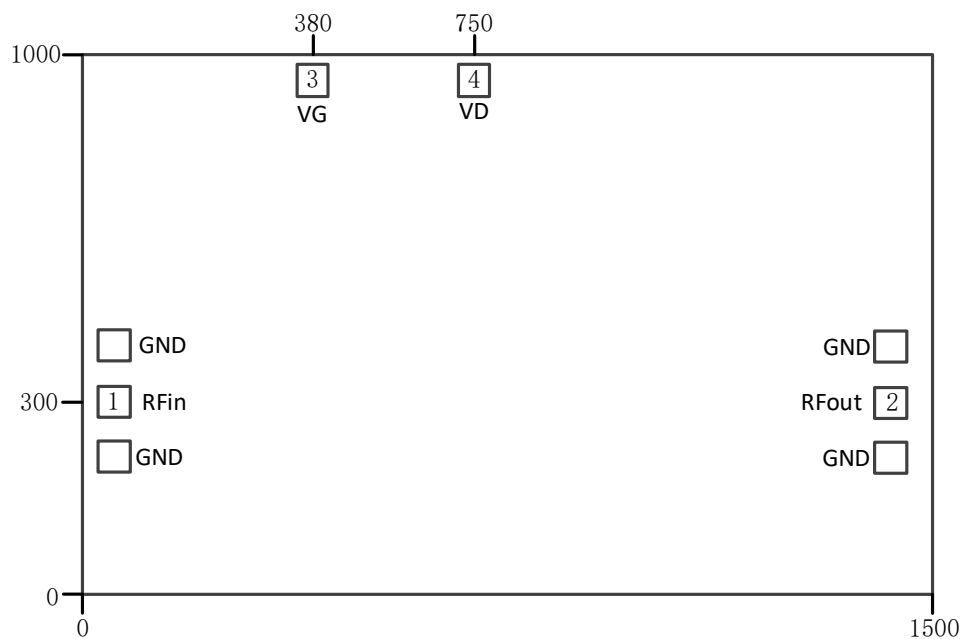 380 750
1000
3 4
VG VD
GND GND
300 1 RFin RFout 2
GND GND
0
0 1500